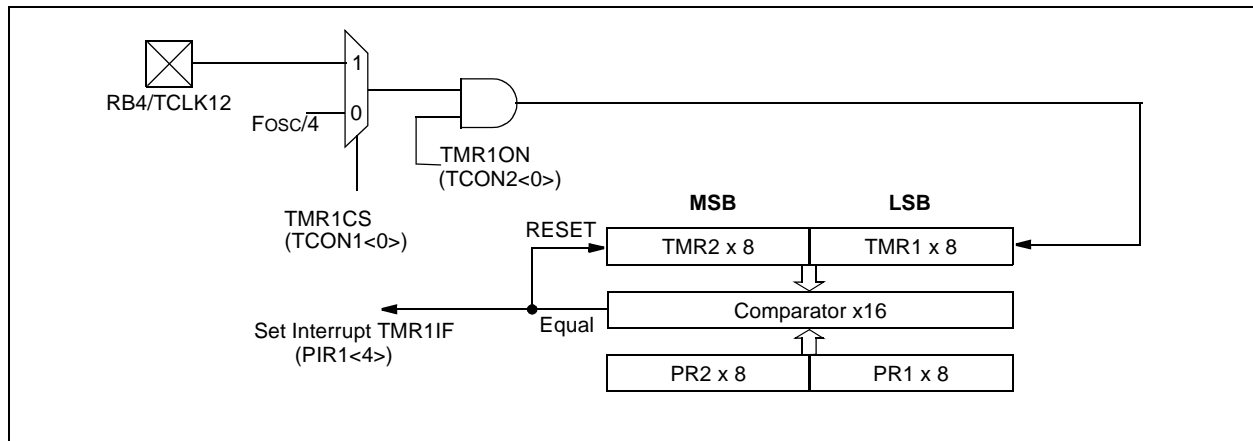 1
RB4/TCLK12
0
FOSC/4
TMR1ON
(TCON2<0>)
TMR1CS
(TCON1<0>)
MSB LSB
RESET
TMR2 x 8 TMR1 x 8
Comparator x16
Equal
Set Interrupt TMR1IF
(PIR1<4>)
PR2 x 8 PR1 x 8